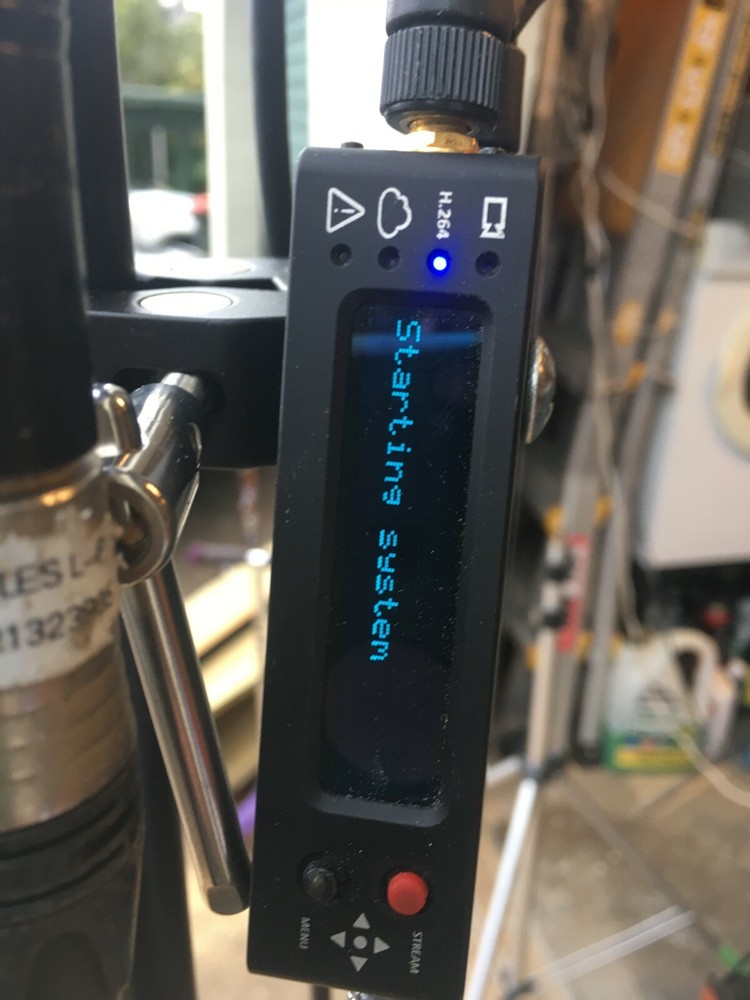 H.264
Starting system
MENU
STREAM